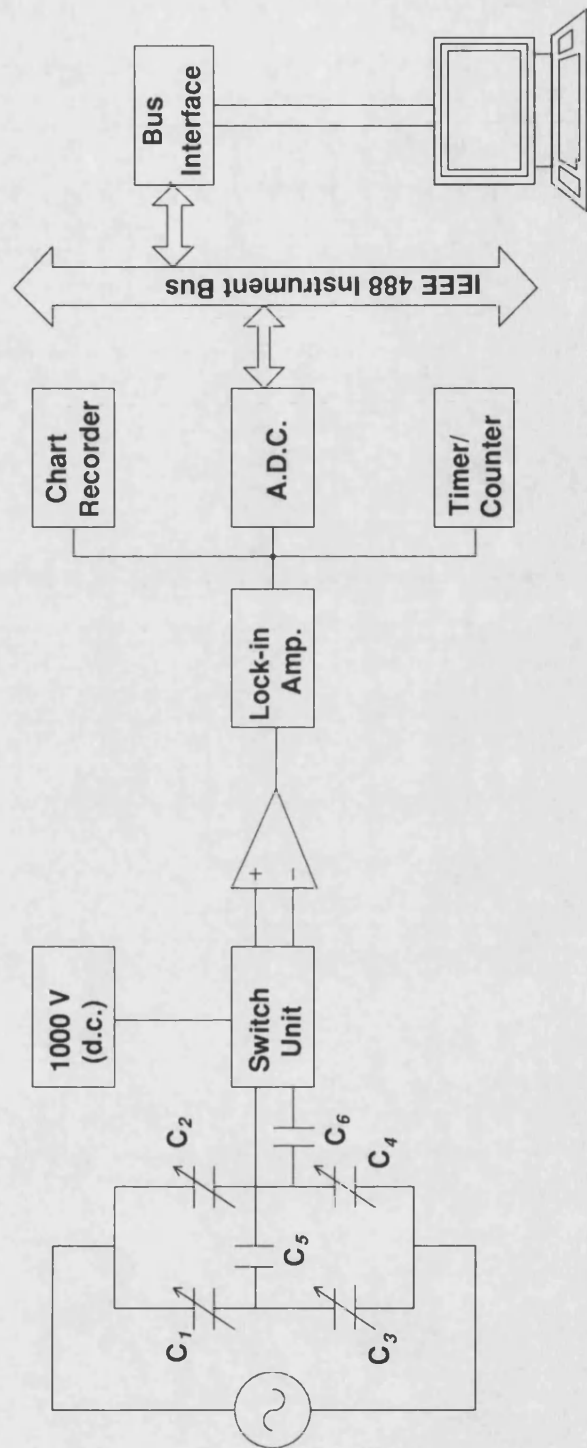 C1
C2
C3
C4
C5
C6
1000 V
(d.c.)
Switch
Unit
+
−
Lock-in
Amp.
Chart
Recorder
A.D.C.
Timer/
Counter
IEEE 488 Instrument Bus
Bus
Interface